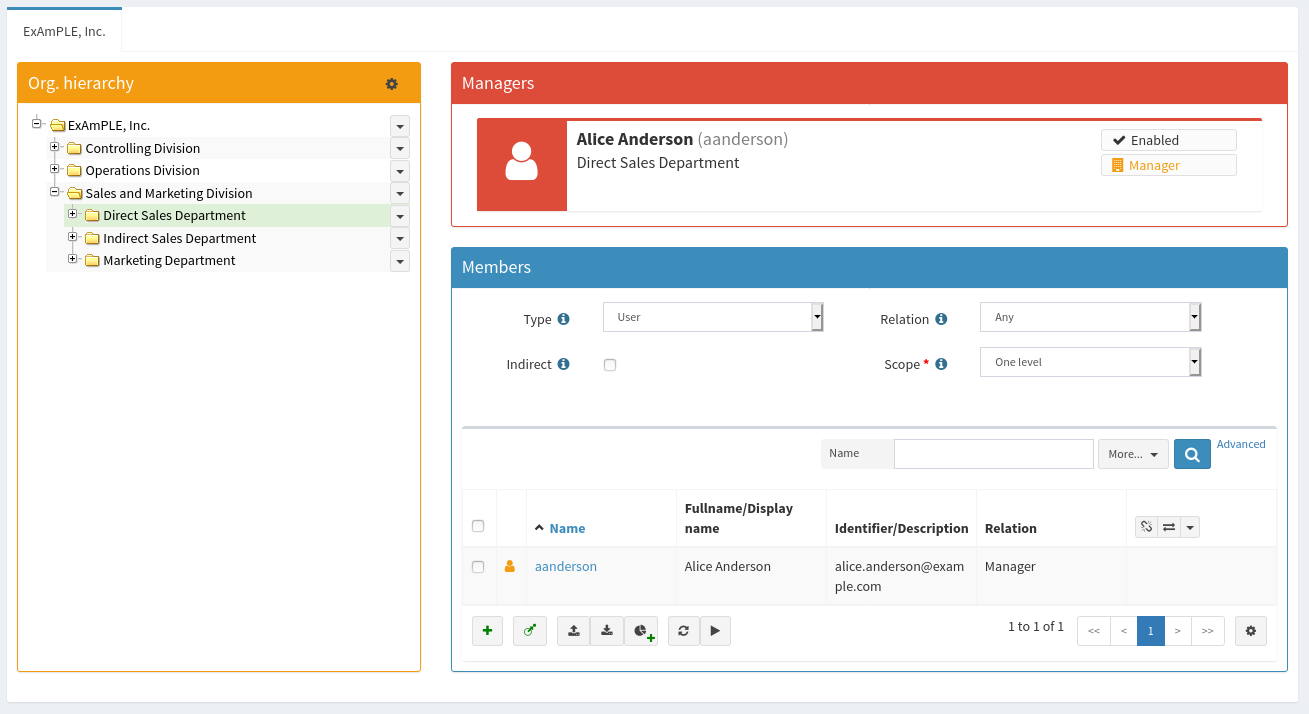 ExAmPLE, Inc.
Org. hierarchy
ExAmPLE, Inc.
Controlling Division
Operations Division
Sales and Marketing Division
Direct Sales Department
Indirect Sales Department
Marketing Department
Managers
Alice Anderson (aanderson)
Direct Sales Department
Enabled
Manager
Members
Type User Relation Any
Indirect Scope * One level
Name More... Advanced
Name Fullname/Display name Identifier/Description Relation
aanderson Alice Anderson alice.anderson@exam Manager
ple.com
1 to 1 of 1 << < 1 > >>